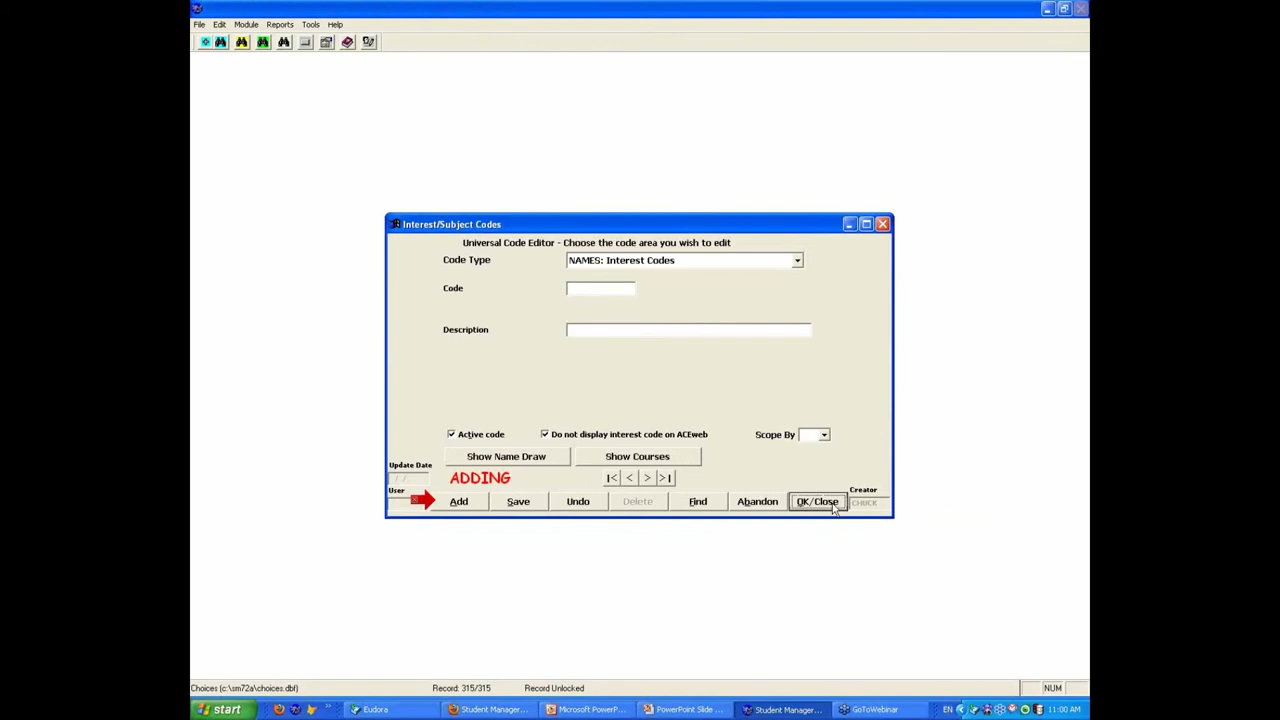 File Edit Module Reports Tools Help
Interest/Subject Codes
Universal Code Editor - Choose the code area you wish to edit
Code Type NAMES: Interest Codes
Code
Description
Active code Do not display interest code on ACEweb Scope By
Show Name Draw Show Courses
Update Date
/ /
ADDING |< < > >|
User Creator
Add Save Undo Delete Find Abandon OK/Close CHUCK
Choices (c:\sm72a\choices.dbf) Record: 315/315 Record Unlocked NUM
start » Eudora Student Manager... Microsoft PowerP... PowerPoint Slide ... Student Manager... GoToWebinar EN 11:00 AM